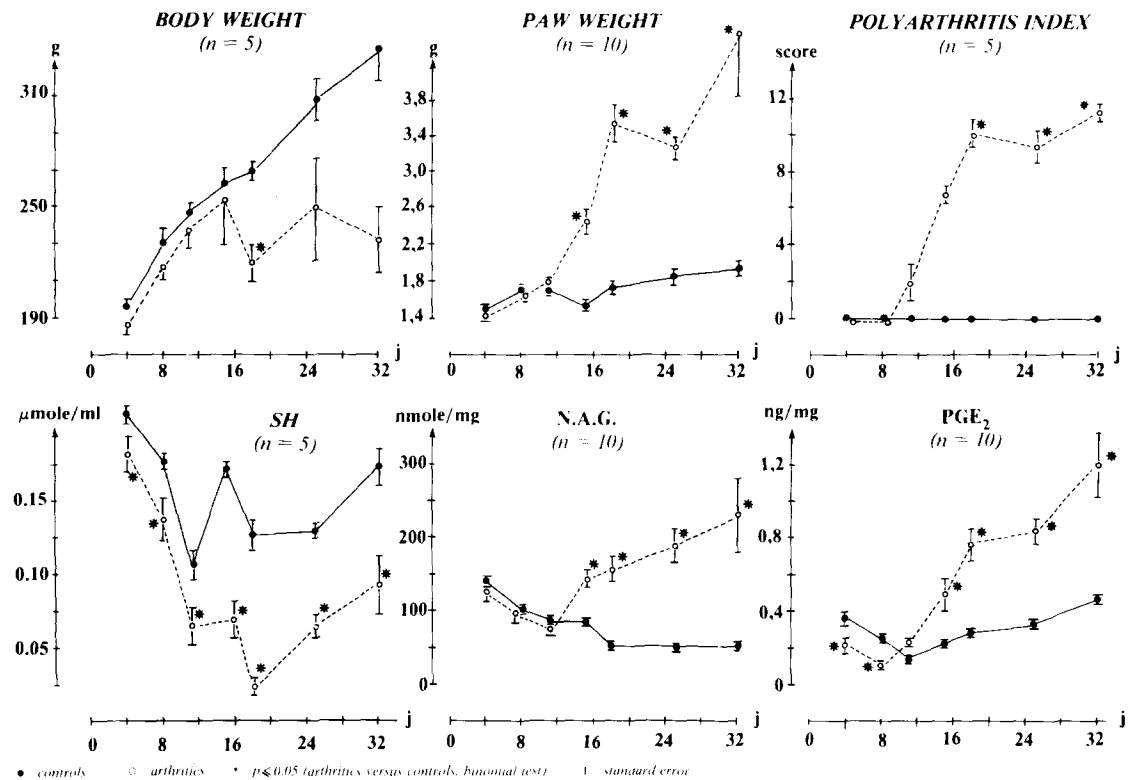 BODY WEIGHT
(n = 5)
g
310
250
190
0 8 16 24 32 j
PAW WEIGHT
(n = 10)
g
3,8
3,4
3,0
2,6
2,2
1,8
1,4
0 8 16 24 32 j
POLYARTHRITIS INDEX
(n = 5)
score
12
8
4
0
0 8 16 24 32 j
SH
(n = 5)
µmole/ml
0.15
0.10
0.05
0 8 16 24 32 j
N.A.G.
(n = 10)
nmole/mg
300
200
100
0
0 8 16 24 32 j
PGE2
(n = 10)
ng/mg
1,2
0,8
0,4
0
0 8 16 24 32 j
● controls ○ arthritics * p⩽0.05 (arthritics versus controls, binomial test) I standard error